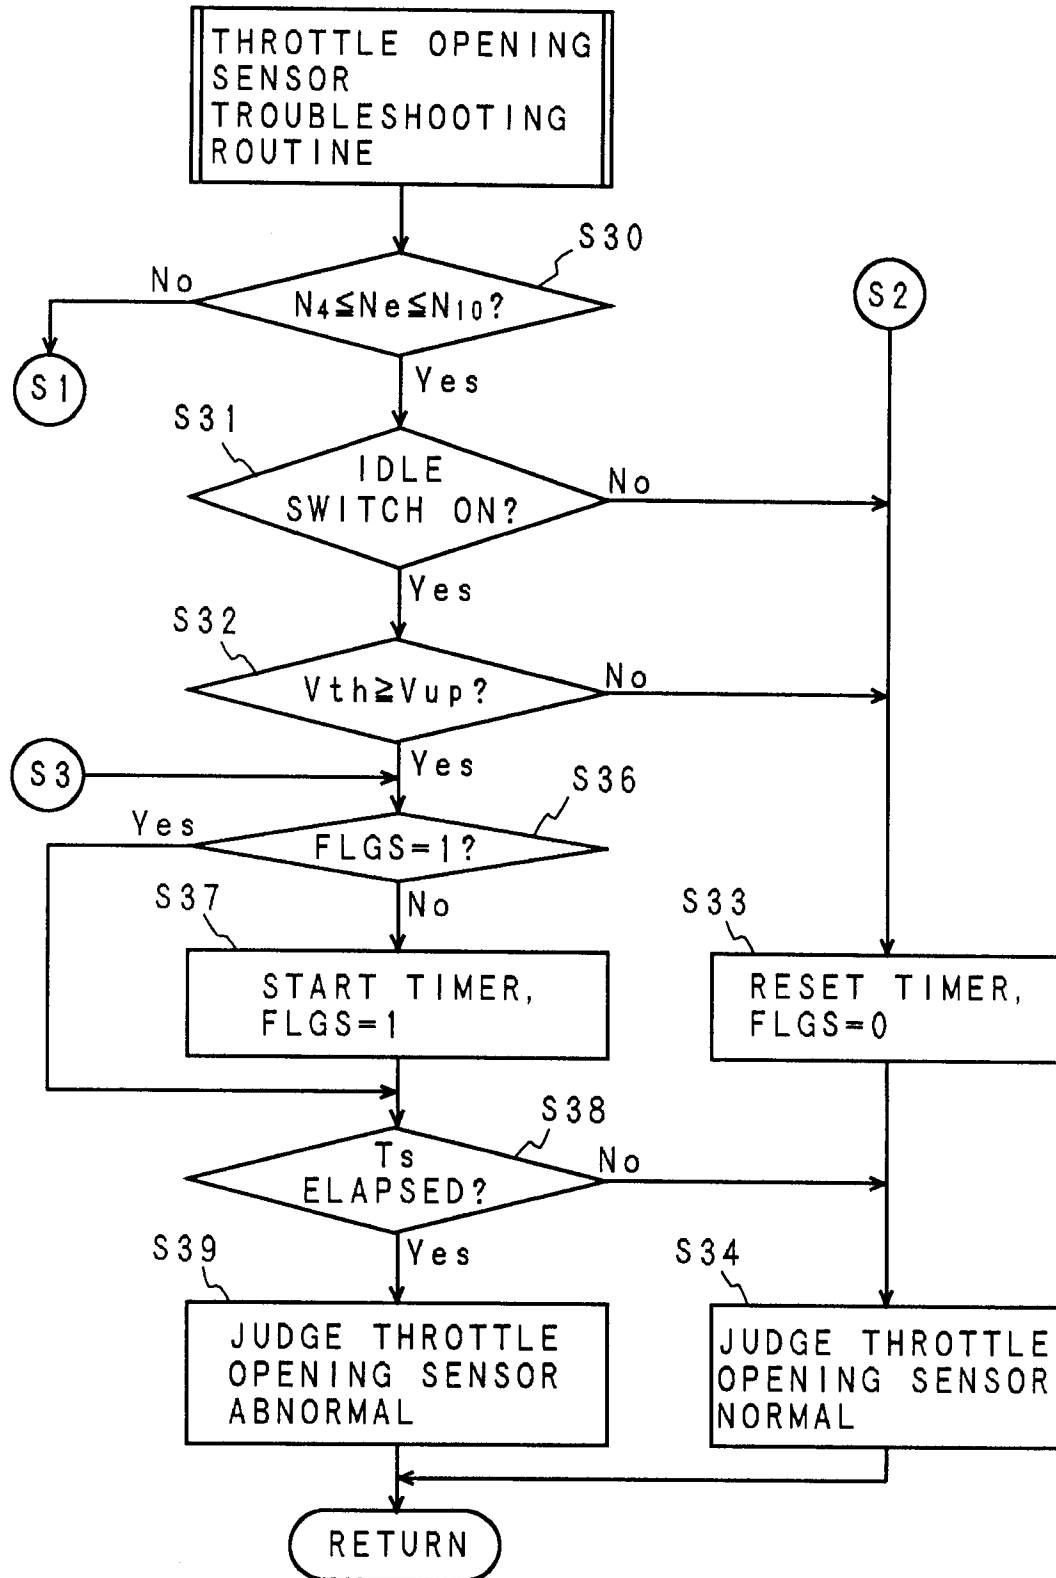 THROTTLE OPENING
SENSOR
TROUBLESHOOTING
ROUTINE
S30
No
N4≦Ne≦N10?
S2
S1
Yes
S31
IDLE
SWITCH ON?
No
Yes
S32
Vth≧Vup?
No
Yes
S3
S36
Yes
FLGS=1?
No
S37
S33
START TIMER,
FLGS=1
RESET TIMER,
FLGS=0
S38
Ts
ELAPSED?
No
Yes
S39
S34
JUDGE THROTTLE
OPENING SENSOR
ABNORMAL
JUDGE THROTTLE
OPENING SENSOR
NORMAL
RETURN